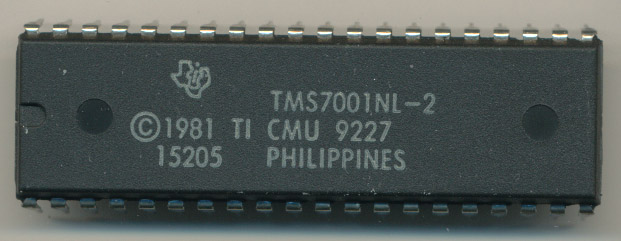 TMS7001NL-2
©1981 TI CMU 9227
15205 PHILIPPINES